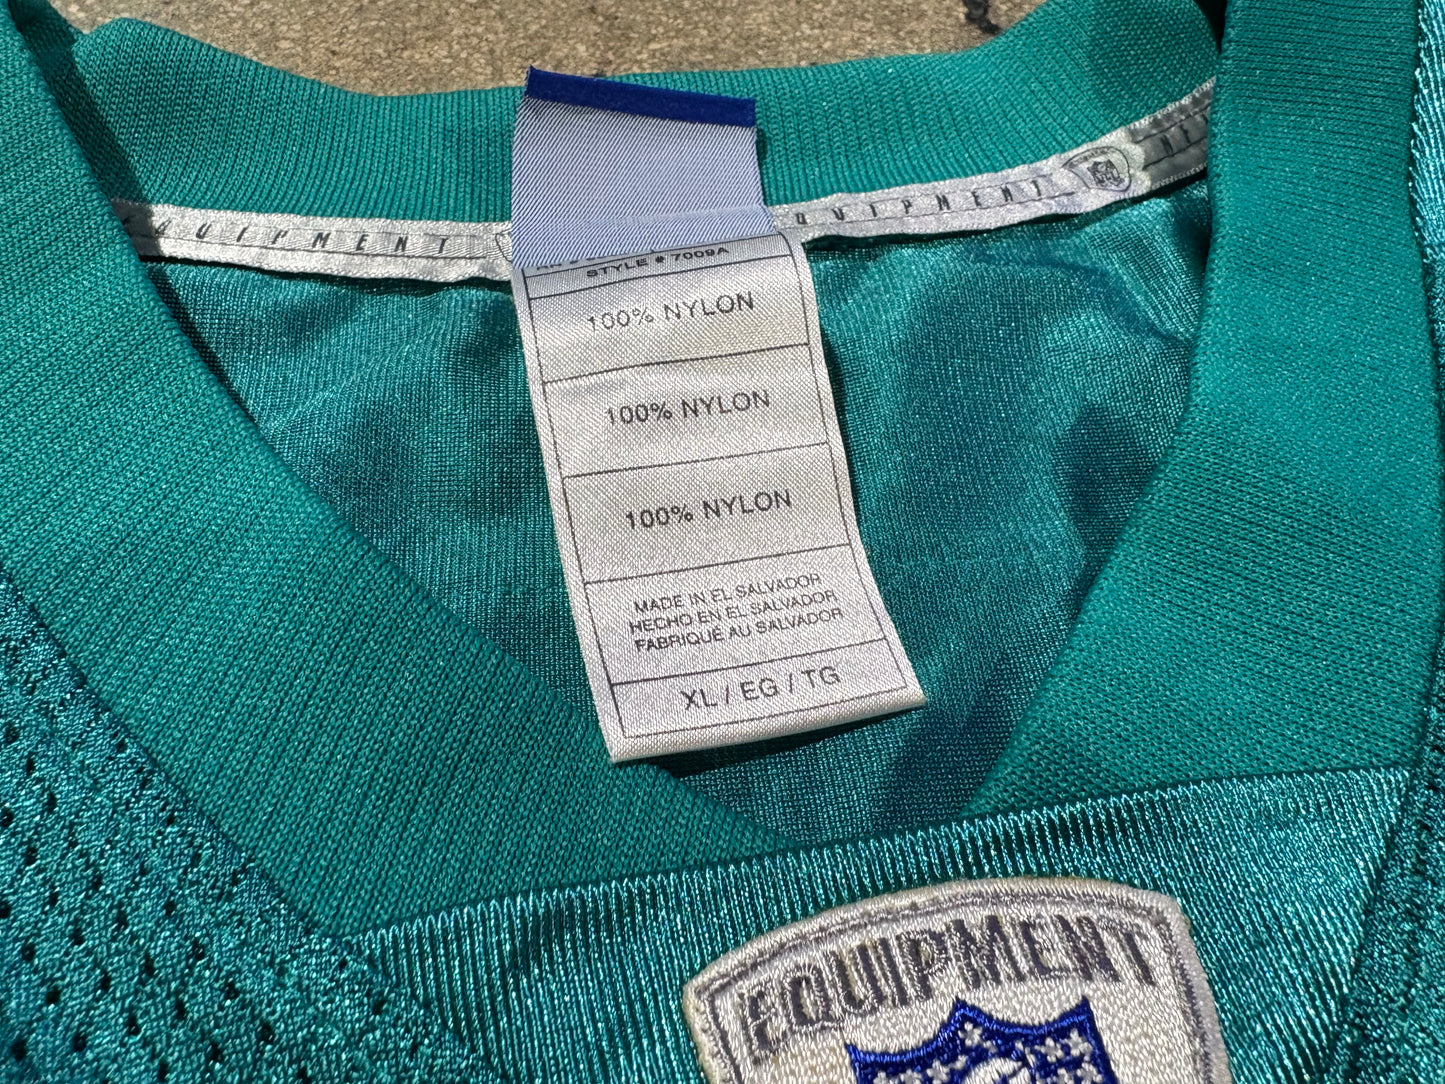 EQUIPMENT
QUIPMENT
STYLE * 7009A
100% NYLON
100% NYLON
100% NYLON
MADE IN EL SALVADOR
HECHO EN EL SALVADOR
FABRIQUÉ AU SALVADOR
XL / EG / TG
EQUIPMENT